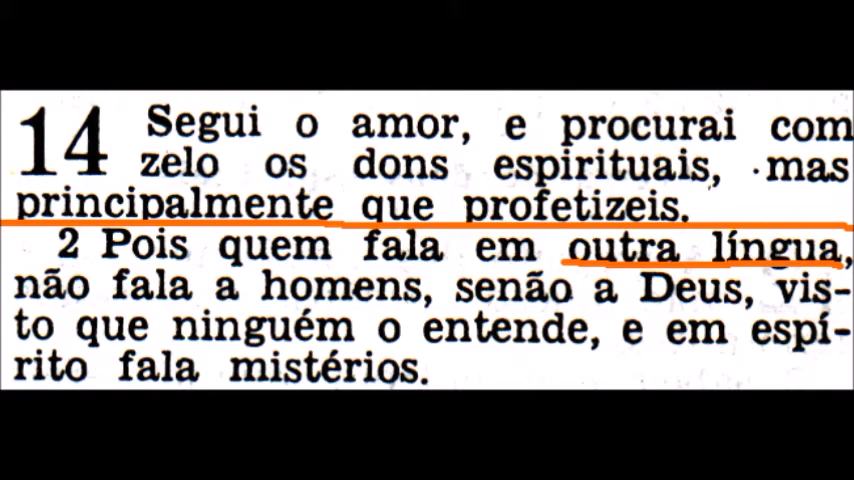 14 Segui o amor, e procurai com
zelo os dons espirituais, mas
principalmente que profetizeis.
2 Pois quem fala em outra língua,
não fala a homens, senão a Deus, vis-
to que ninguém o entende, e em espí-
rito fala mistérios.